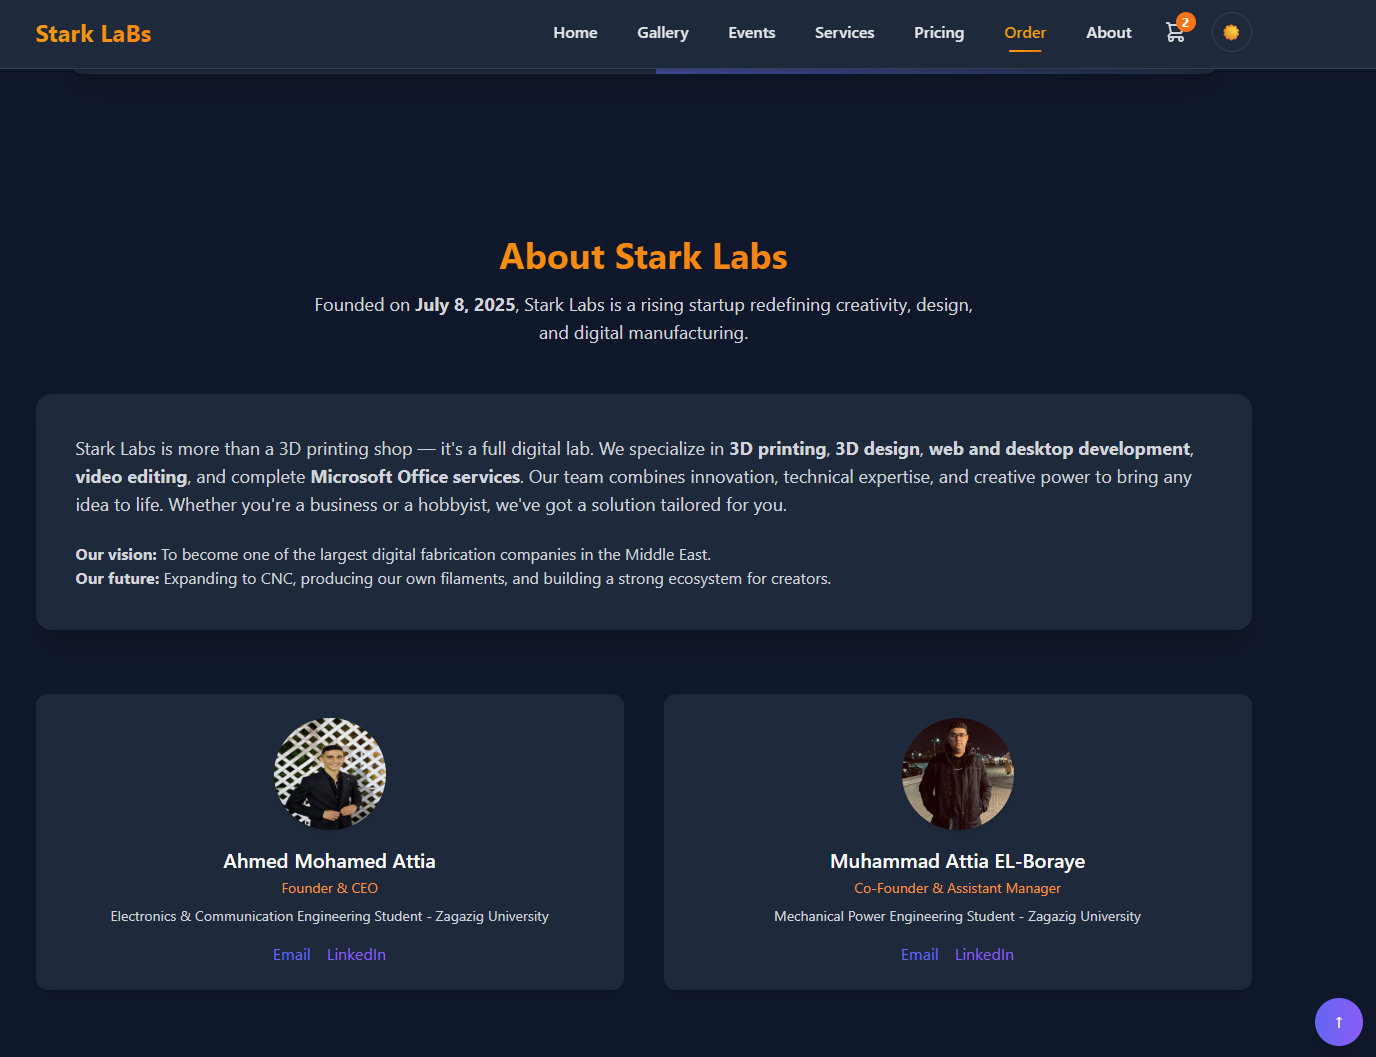 Stark LaBs
Home
Gallery
Events
Services
Pricing
Order
About
2
About Stark Labs
Founded on July 8, 2025, Stark Labs is a rising startup redefining creativity, design,
and digital manufacturing.
Stark Labs is more than a 3D printing shop — it's a full digital lab. We specialize in 3D printing, 3D design, web and desktop development,
video editing, and complete Microsoft Office services. Our team combines innovation, technical expertise, and creative power to bring any
idea to life. Whether you're a business or a hobbyist, we've got a solution tailored for you.
Our vision: To become one of the largest digital fabrication companies in the Middle East.
Our future: Expanding to CNC, producing our own filaments, and building a strong ecosystem for creators.
Ahmed Mohamed Attia
Founder & CEO
Electronics & Communication Engineering Student - Zagazig University
Email LinkedIn
Muhammad Attia EL-Boraye
Co-Founder & Assistant Manager
Mechanical Power Engineering Student - Zagazig University
Email LinkedIn
↑